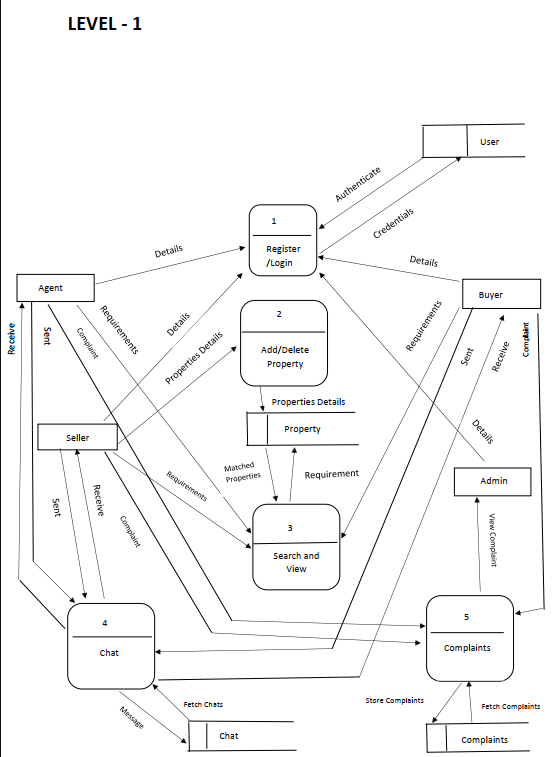 LEVEL - 1
User
Authenticate
Credentials
1
Register
/Login
Details
Details
Agent
Buyer
2
Add/Delete
Property
Details
Properties Details
Requirements
Complaint
Sent
Receive
Requirements
Sent
Receive
Complaint
Properties Details
Property
Seller
Details
Matched
Properties
Requirement
Requirements
Admin
Sent
Receive
Complaint
3
Search and
View
View Complaint
4
Chat
5
Complaints
Fetch Chats
Message
Chat
Store Complaints
Fetch Complaints
Complaints